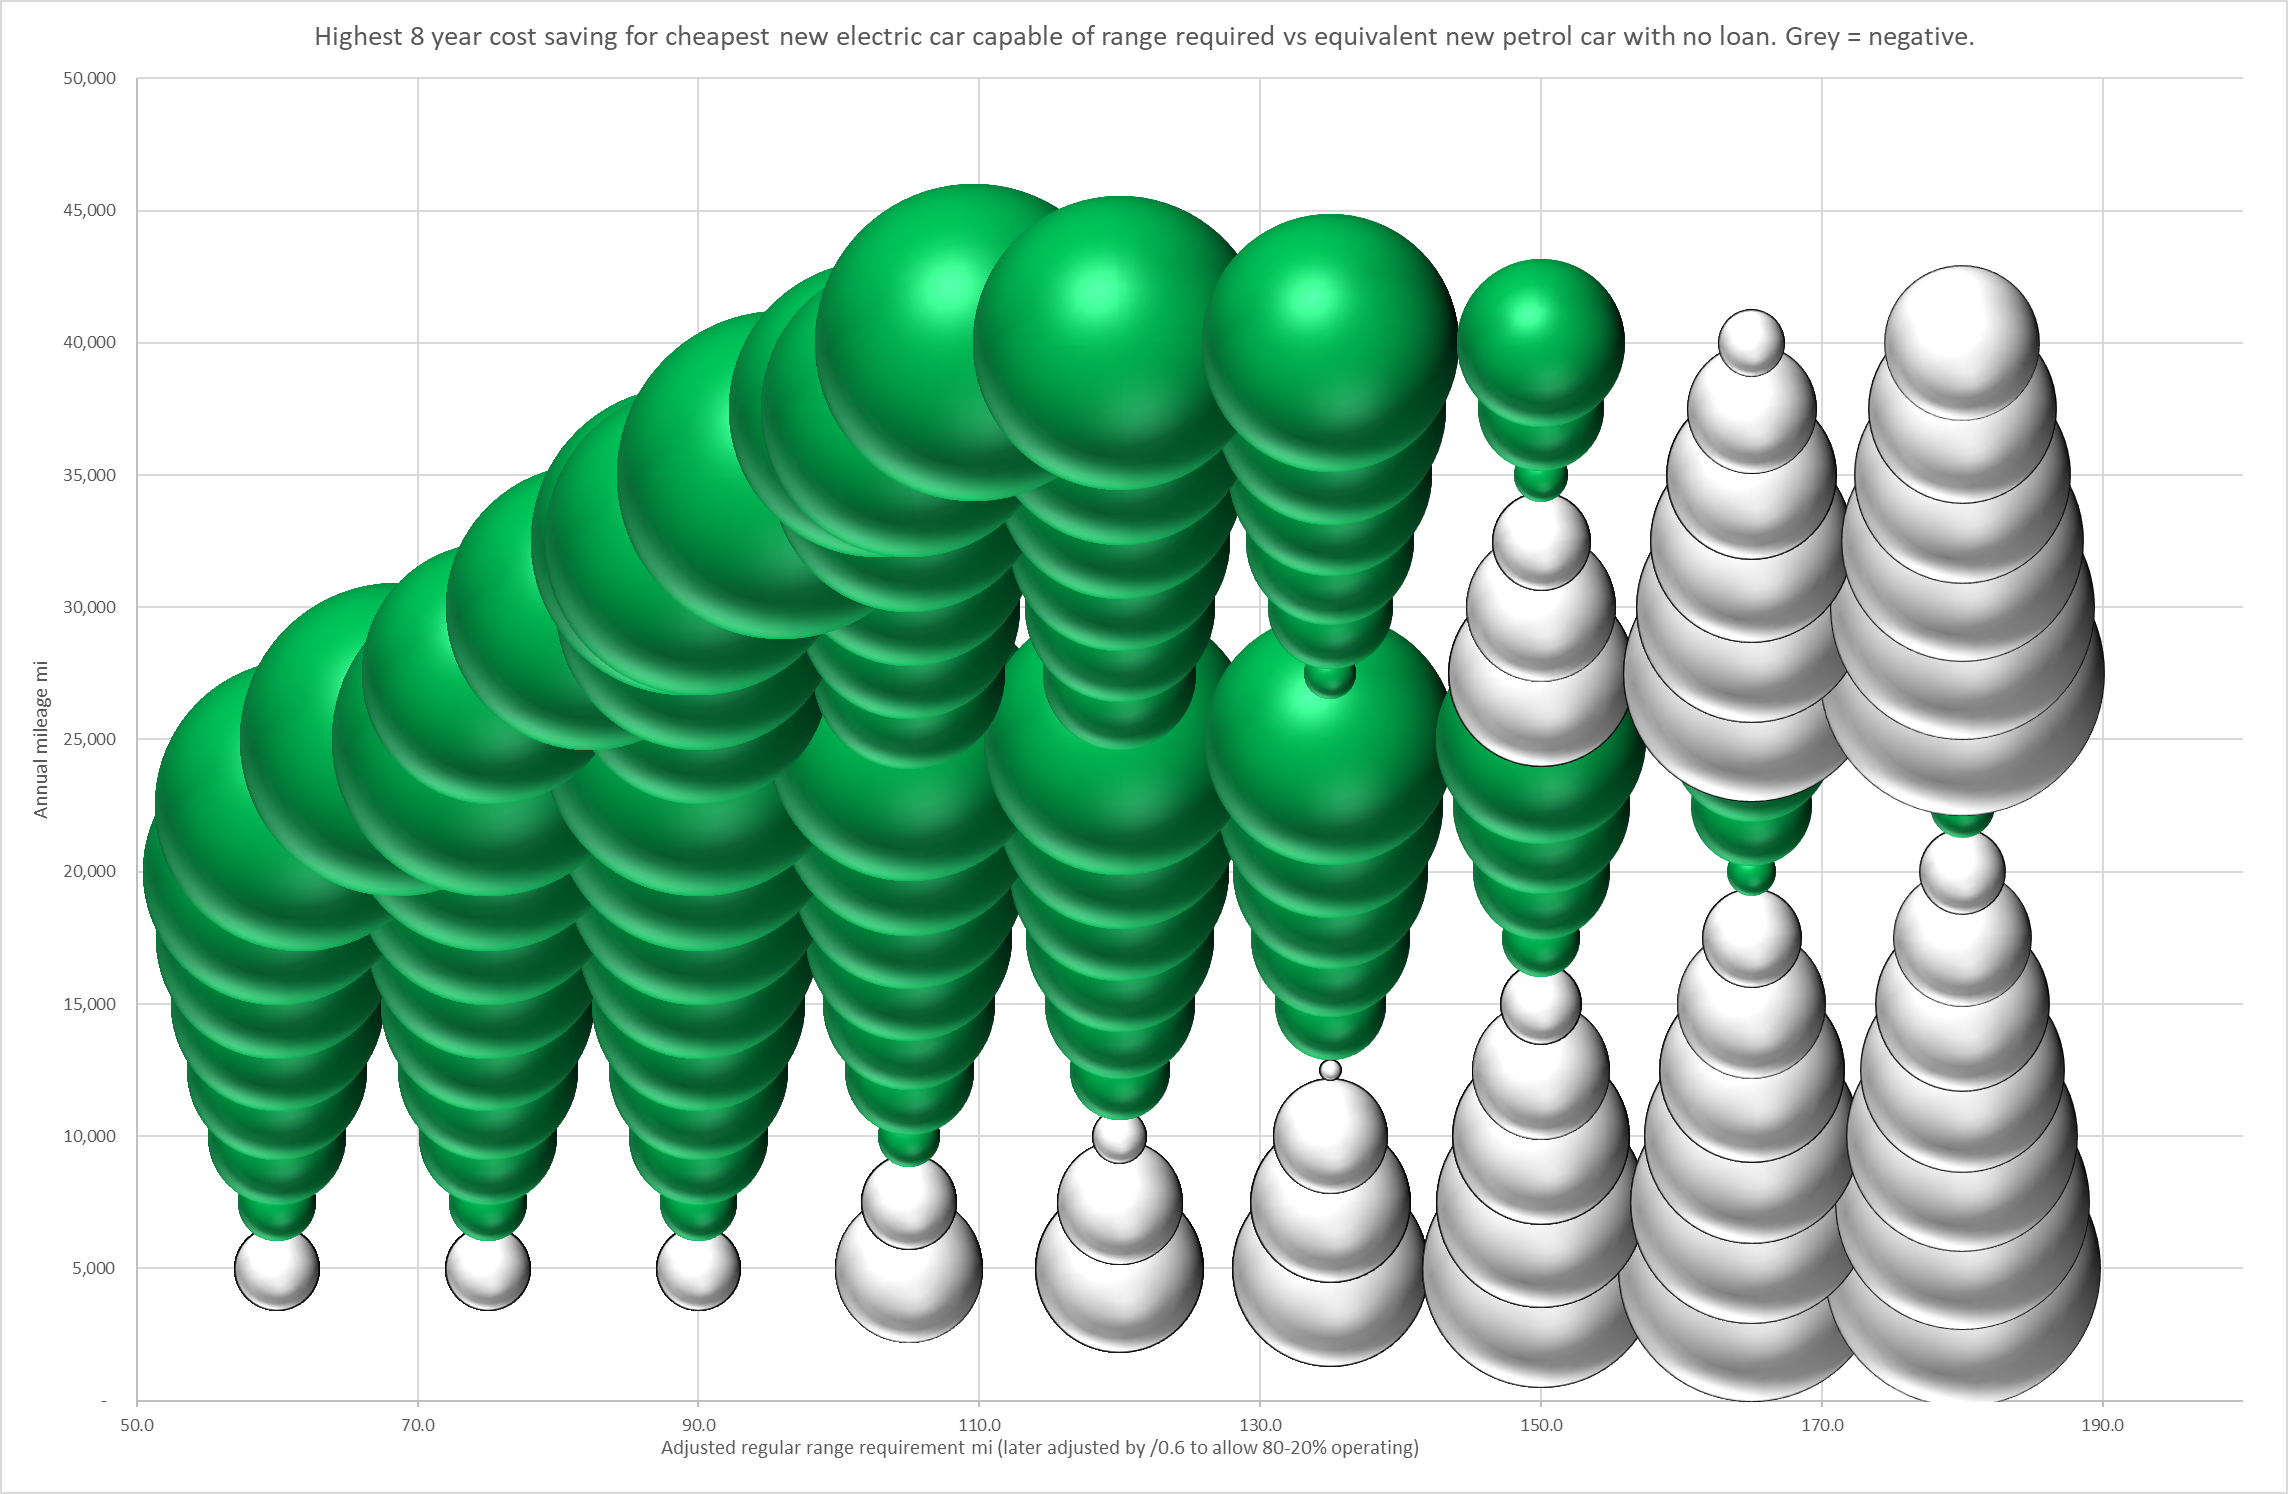 Highest 8 year cost saving for cheapest new electric car capable of range required vs equivalent new petrol car with no loan. Grey = negative.
50,000
45,000
40,000
35,000
30,000
25,000
20,000
15,000
10,000
5,000
-
Annual mileage mi
50.0 70.0 90.0 110.0 130.0 150.0 170.0 190.0
Adjusted regular range requirement mi (later adjusted by /0.6 to allow 80-20% operating)